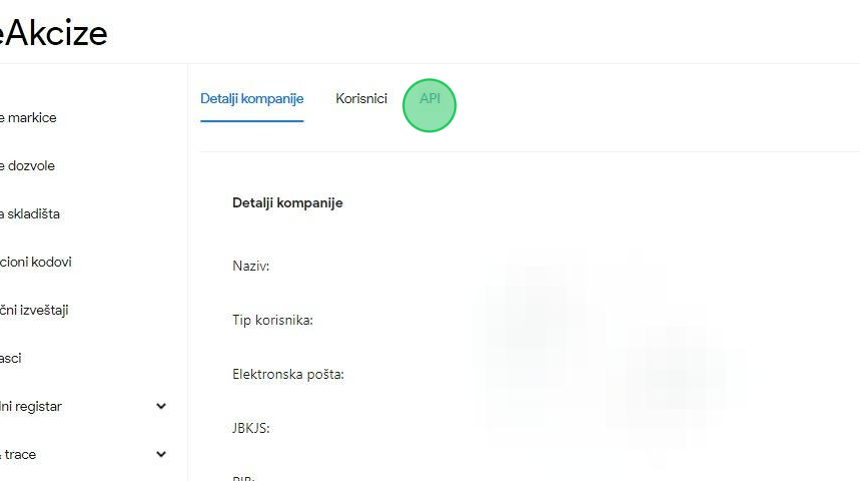 eAkcize
Detalji kompanije
Korisnici
API
e markice
e dozvole
a skladišta
cioni kodovi
čni izveštaji
asci
lni registar
& trace
Detalji kompanije
Naziv:
Tip korisnika:
Elektronska pošta:
JBKJS:
PIB: